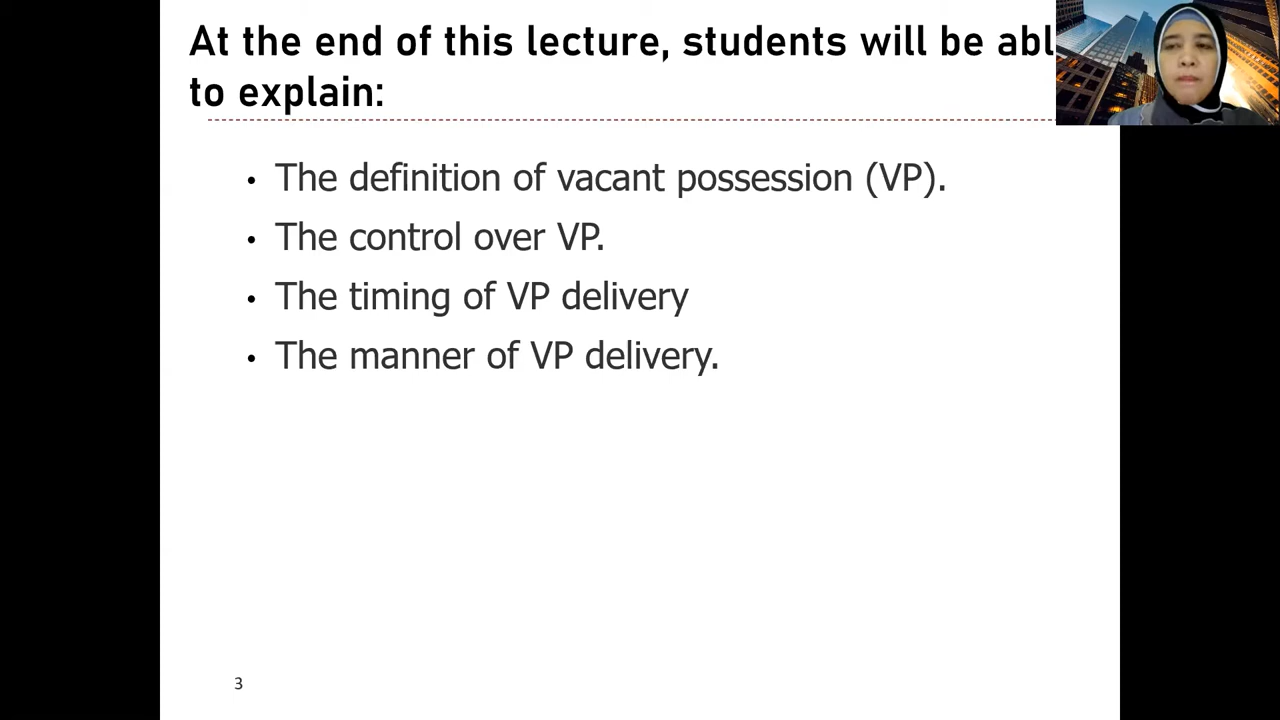 At the end of this lecture, students will be abl
to explain:
• The definition of vacant possession (VP).
• The control over VP.
• The timing of VP delivery
• The manner of VP delivery.
3